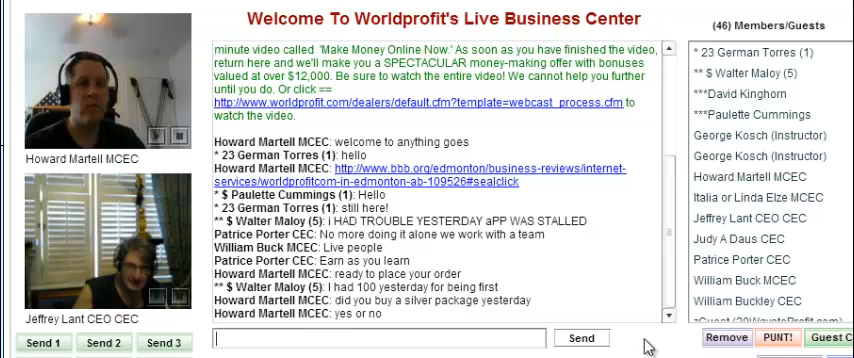 Welcome To Worldprofit's Live Business Center
(46) Members/Guests
minute video called 'Make Money Online Now.' As soon as you have finished the video,
return here and we'll make you a SPECTACULAR money-making offer with bonuses
valued at over $12,000. Be sure to watch the entire video! We cannot help you further
until you do. Or click ==
http://www.worldprofit.com/dealers/default.cfm?template=webcast_process.cfm to
watch the video.
Howard Martell MCEC: welcome to anything goes
* 23 German Torres (1): hello
Howard Martell MCEC: http://www.bbb.org/edmonton/business-reviews/internet-
services/worldprofitcom-in-edmonton-ab-109526#sealclick
* $ Paulette Cummings (1): Hello
* 23 German Torres (1): still here!
** $ Walter Maloy (5): i HAD TROUBLE YESTERDAY aPP WAS STALLED
Patrice Porter CEC: No more doing it alone we work with a team
William Buck MCEC: Live people
Patrice Porter CEC: Earn as you learn
Howard Martell MCEC: ready to place your order
** $ Walter Maloy (5): I had 100 yesterday for being first
Howard Martell MCEC: did you buy a silver package yesterday
Howard Martell MCEC: yes or no
* 23 German Torres (1)
** $ Walter Maloy (5)
***David Kinghorn
***Paulette Cummings
George Kosch (Instructor)
George Kosch (Instructor)
Howard Martell MCEC
Italia or Linda Elze MCEC
Jeffrey Lant CEO CEC
Judy A Daus CEC
Patrice Porter CEC
William Buck MCEC
William Buckley CEC
Howard Martell MCEC
Jeffrey Lant CEO CEC
Send 1
Send 2
Send 3
Send
Remove
PUNT!
Guest C